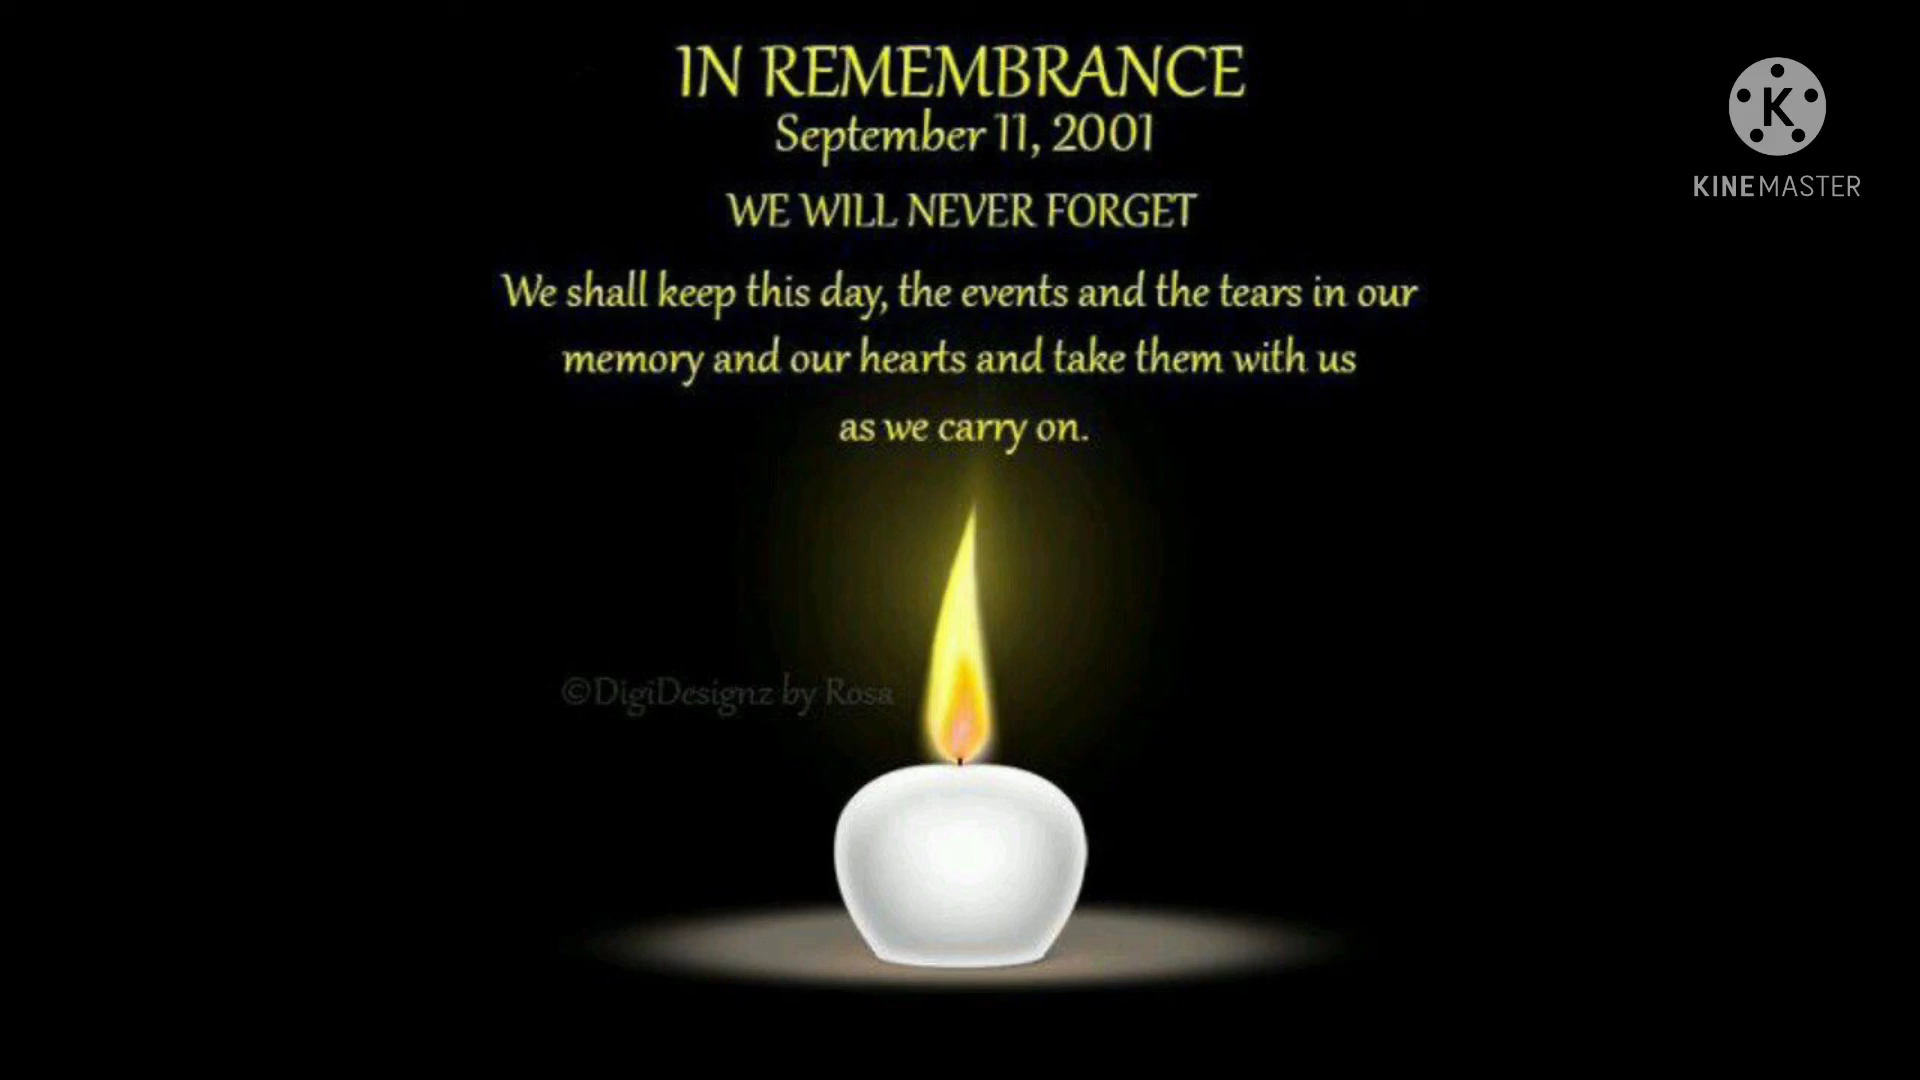 IN REMEMBRANCE
September 11, 2001
WE WILL NEVER FORGET
We shall keep this day, the events and the tears in our
memory and our hearts and take them with us
as we carry on.
©DigiDesignz by Rosa
K
KINEMASTER